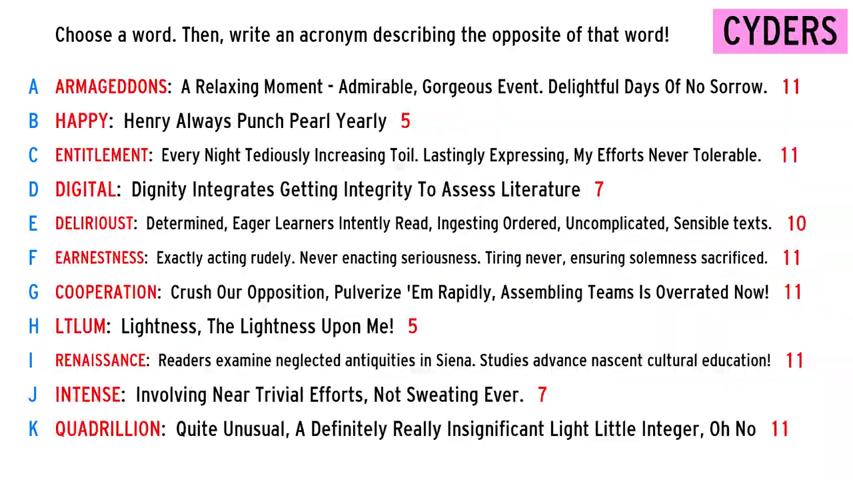 Choose a word. Then, write an acronym describing the opposite of that word!
CYDERS
A ARMAGEDDONS: A Relaxing Moment - Admirable, Gorgeous Event. Delightful Days Of No Sorrow. 11
B HAPPY: Henry Always Punch Pearl Yearly 5
C ENTITLEMENT: Every Night Tediously Increasing Toil. Lastingly Expressing, My Efforts Never Tolerable. 11
D DIGITAL: Dignity Integrates Getting Integrity To Assess Literature 7
E DELIRIOUST: Determined, Eager Learners Intently Read, Ingesting Ordered, Uncomplicated, Sensible texts. 10
F EARNESTNESS: Exactly acting rudely. Never enacting seriousness. Tiring never, ensuring solemness sacrificed. 11
G COOPERATION: Crush Our Opposition, Pulverize 'Em Rapidly, Assembling Teams Is Overrated Now! 11
H LTLUM: Lightness, The Lightness Upon Me! 5
I RENAISSANCE: Readers examine neglected antiquities in Siena. Studies advance nascent cultural education! 11
J INTENSE: Involving Near Trivial Efforts, Not Sweating Ever. 7
K QUADRILLION: Quite Unusual, A Definitely Really Insignificant Light Little Integer, Oh No 11